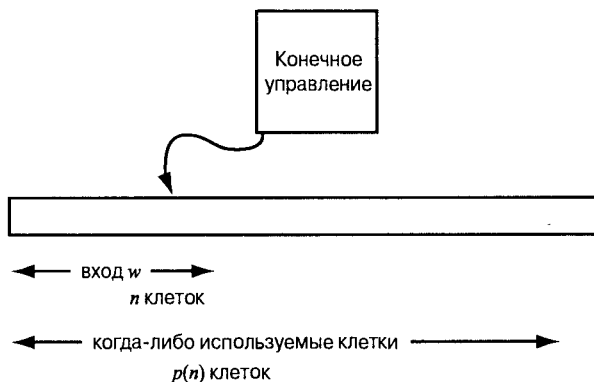 Конечное
управление
вход w
n клеток
когда-либо используемые клетки
p(n) клеток